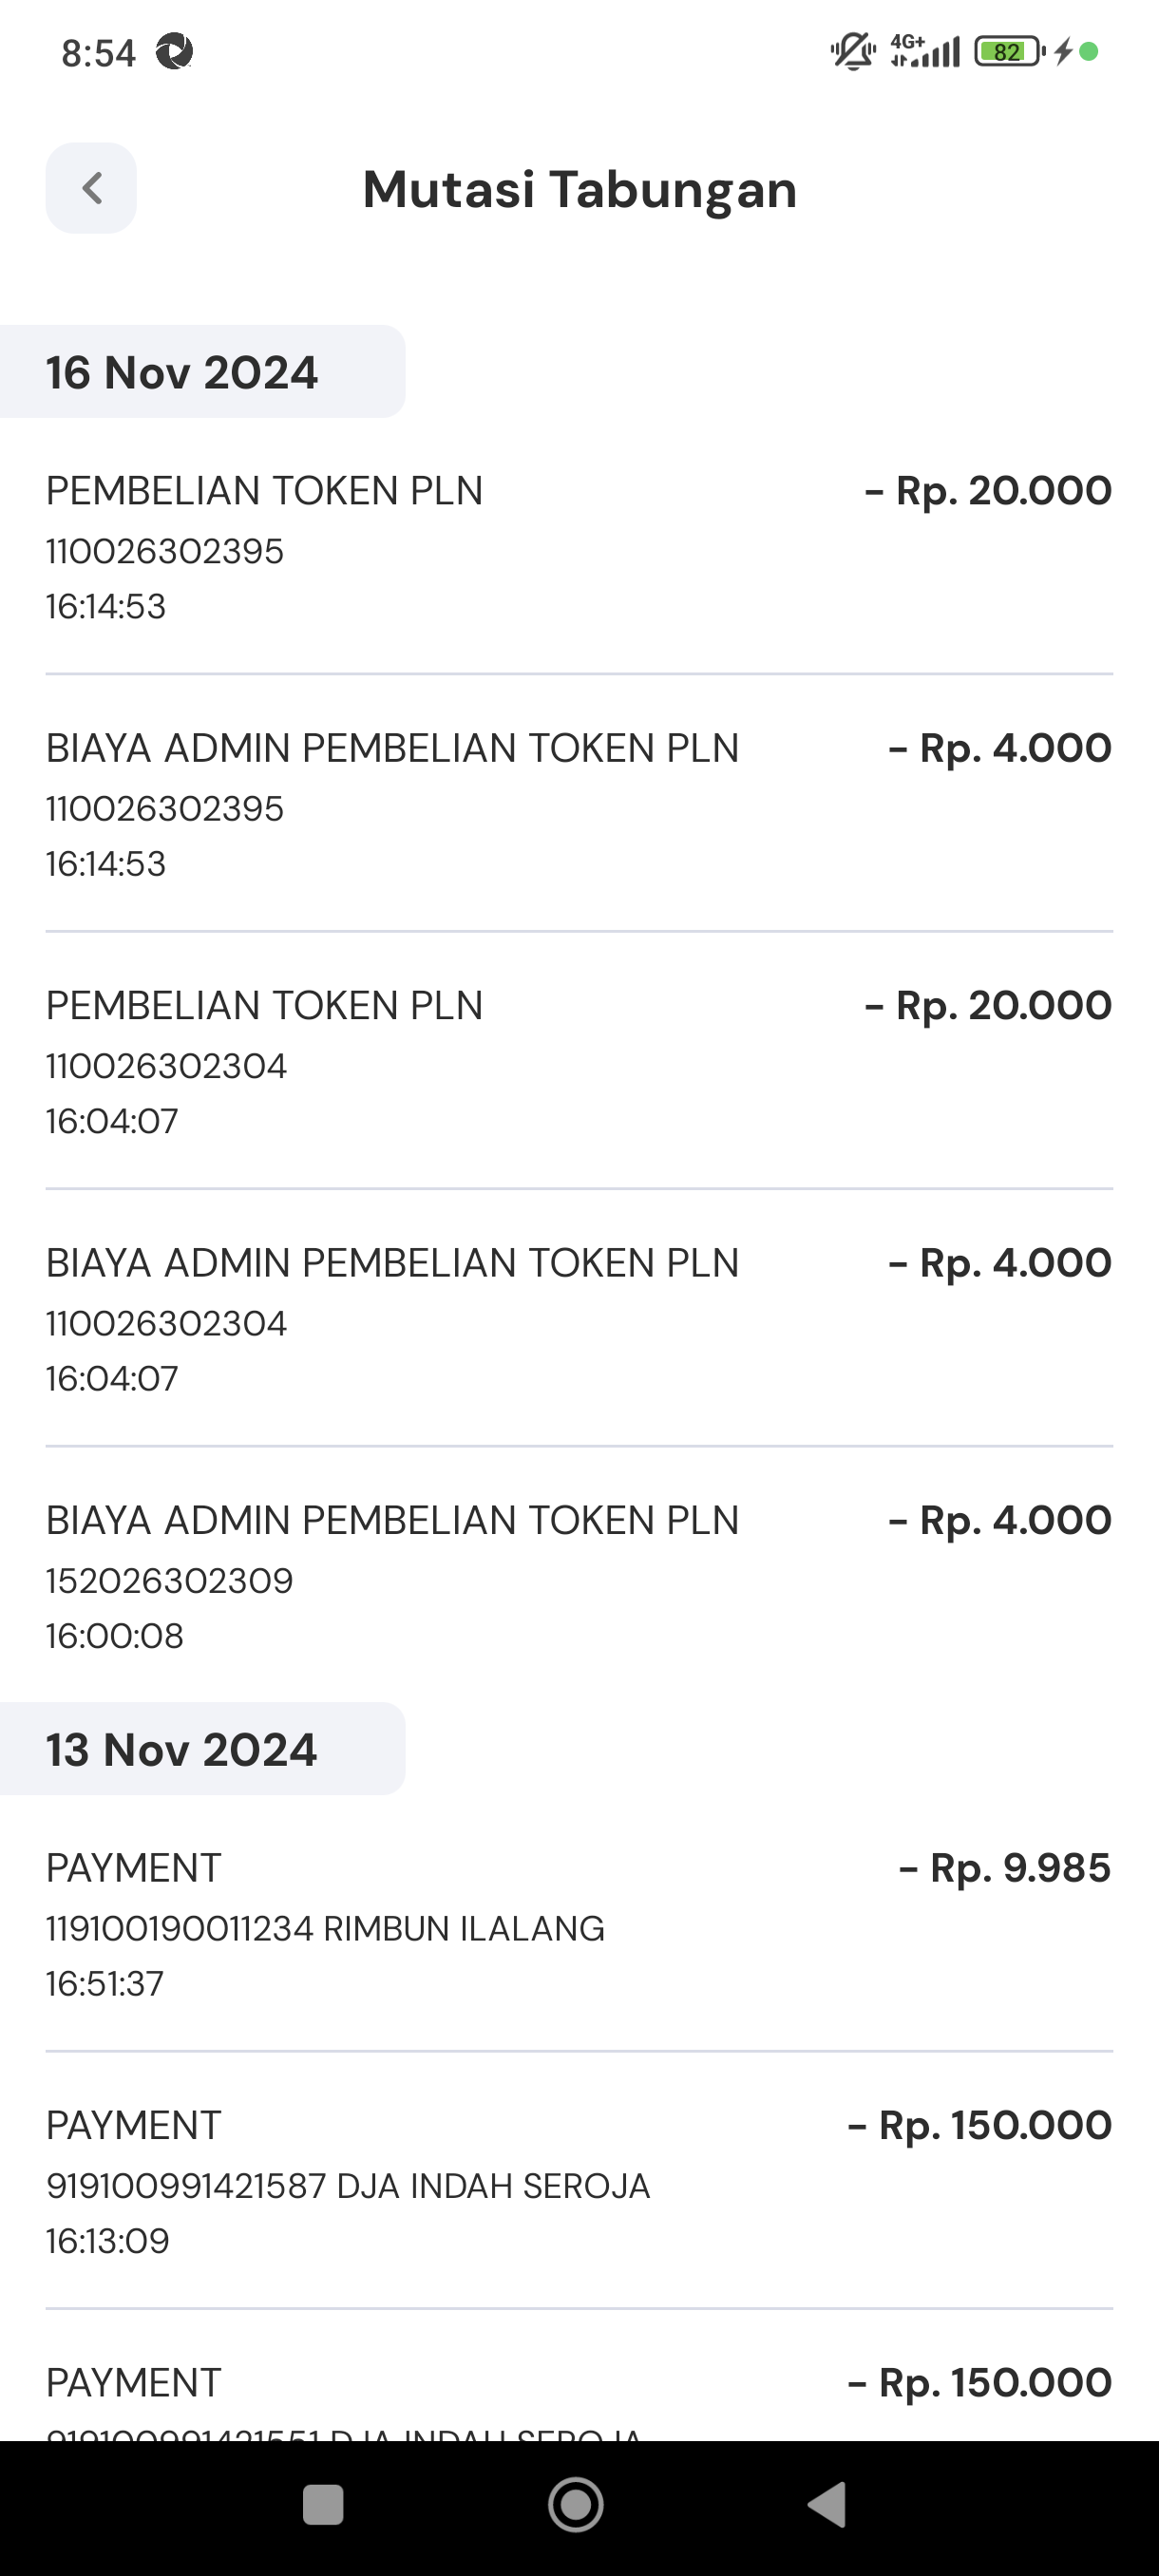 8:54
4G+
82
Mutasi Tabungan
16 Nov 2024
PEMBELIAN TOKEN PLN - Rp. 20.000
110026302395
16:14:53
BIAYA ADMIN PEMBELIAN TOKEN PLN - Rp. 4.000
110026302395
16:14:53
PEMBELIAN TOKEN PLN - Rp. 20.000
110026302304
16:04:07
BIAYA ADMIN PEMBELIAN TOKEN PLN - Rp. 4.000
110026302304
16:04:07
BIAYA ADMIN PEMBELIAN TOKEN PLN - Rp. 4.000
152026302309
16:00:08
13 Nov 2024
PAYMENT - Rp. 9.985
119100190011234 RIMBUN ILALANG
16:51:37
PAYMENT - Rp. 150.000
919100991421587 DJA INDAH SEROJA
16:13:09
PAYMENT - Rp. 150.000
919100991421551 DJA INDAH SEROJA